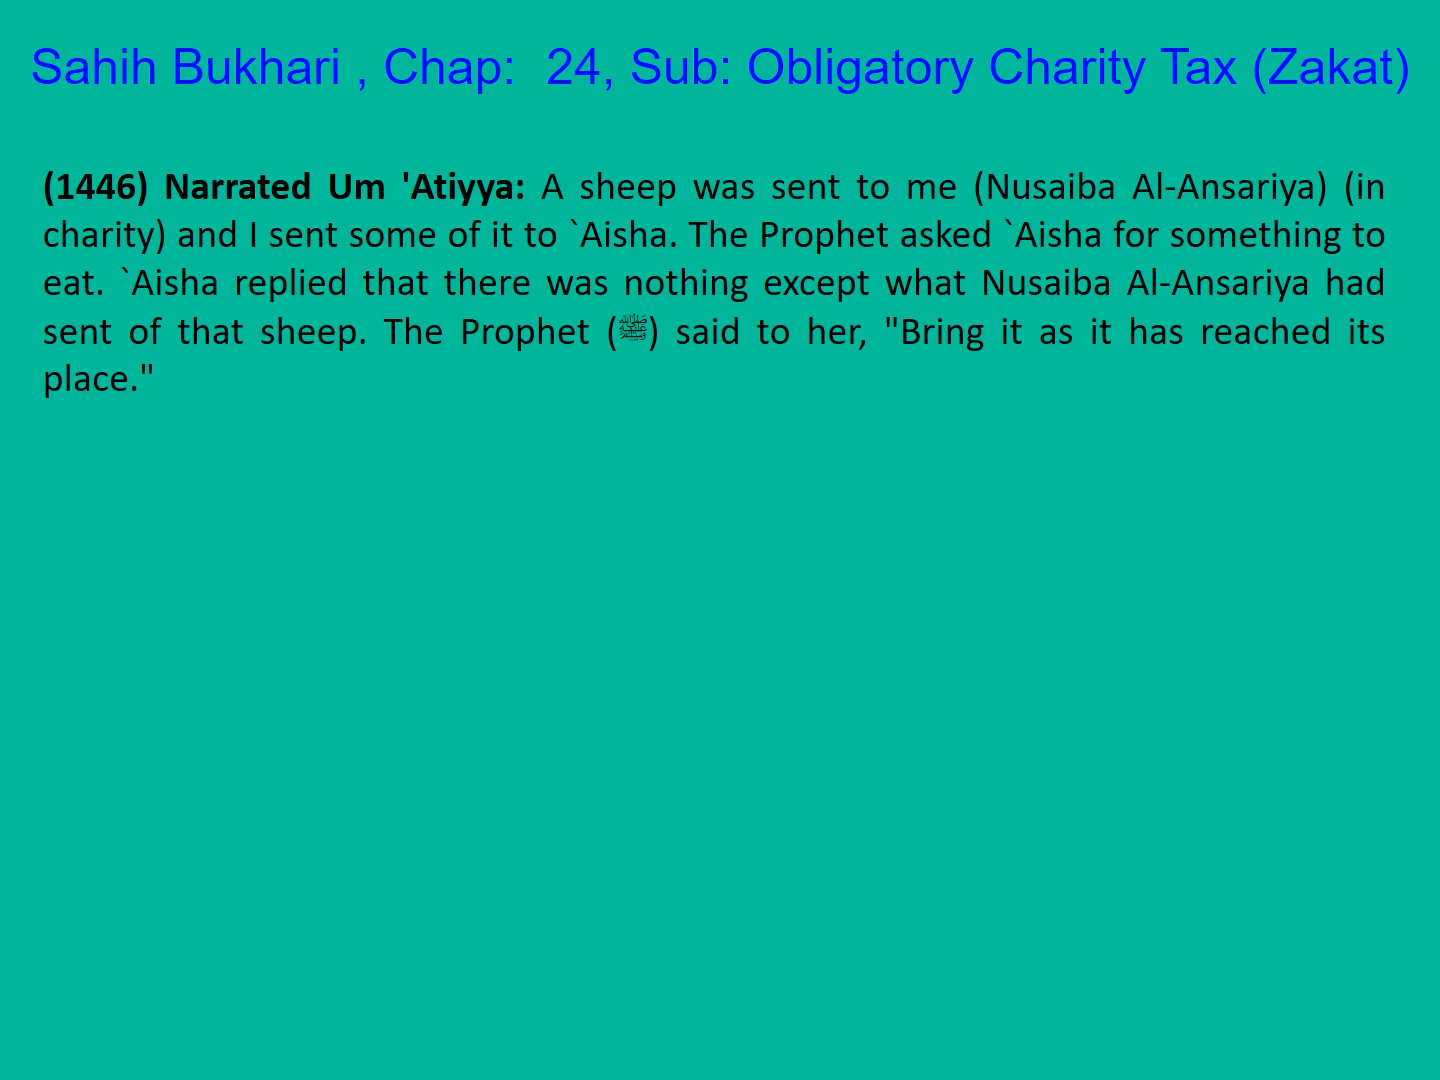 Sahih Bukhari , Chap:  24, Sub: Obligatory Charity Tax (Zakat)
(1446) Narrated Um 'Atiyya: A sheep was sent to me (Nusaiba Al-Ansariya) (in
charity) and I sent some of it to `Aisha. The Prophet asked `Aisha for something to
eat. `Aisha replied that there was nothing except what Nusaiba Al-Ansariya had
sent of that sheep. The Prophet (ﷺ) said to her, "Bring it as it has reached its
place."